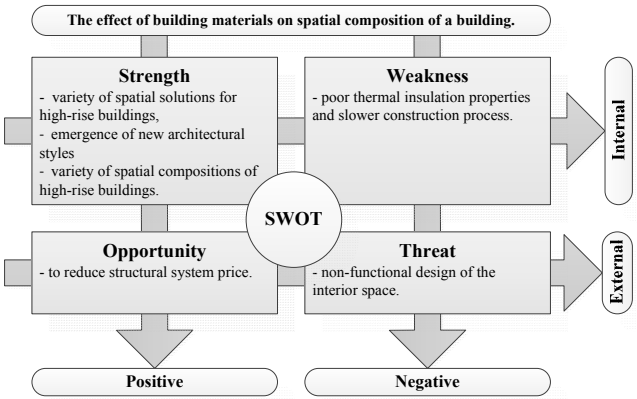 The effect of building materials on spatial composition of a building.
Strength
- variety of spatial solutions for
high-rise buildings,
- emergence of new architectural
styles
- variety of spatial compositions of
high-rise buildings.
Weakness
- poor thermal insulation properties
and slower construction process.
Internal
SWOT
Opportunity
- to reduce structural system price.
Threat
- non-functional design of the
interior space.
External
Positive
Negative